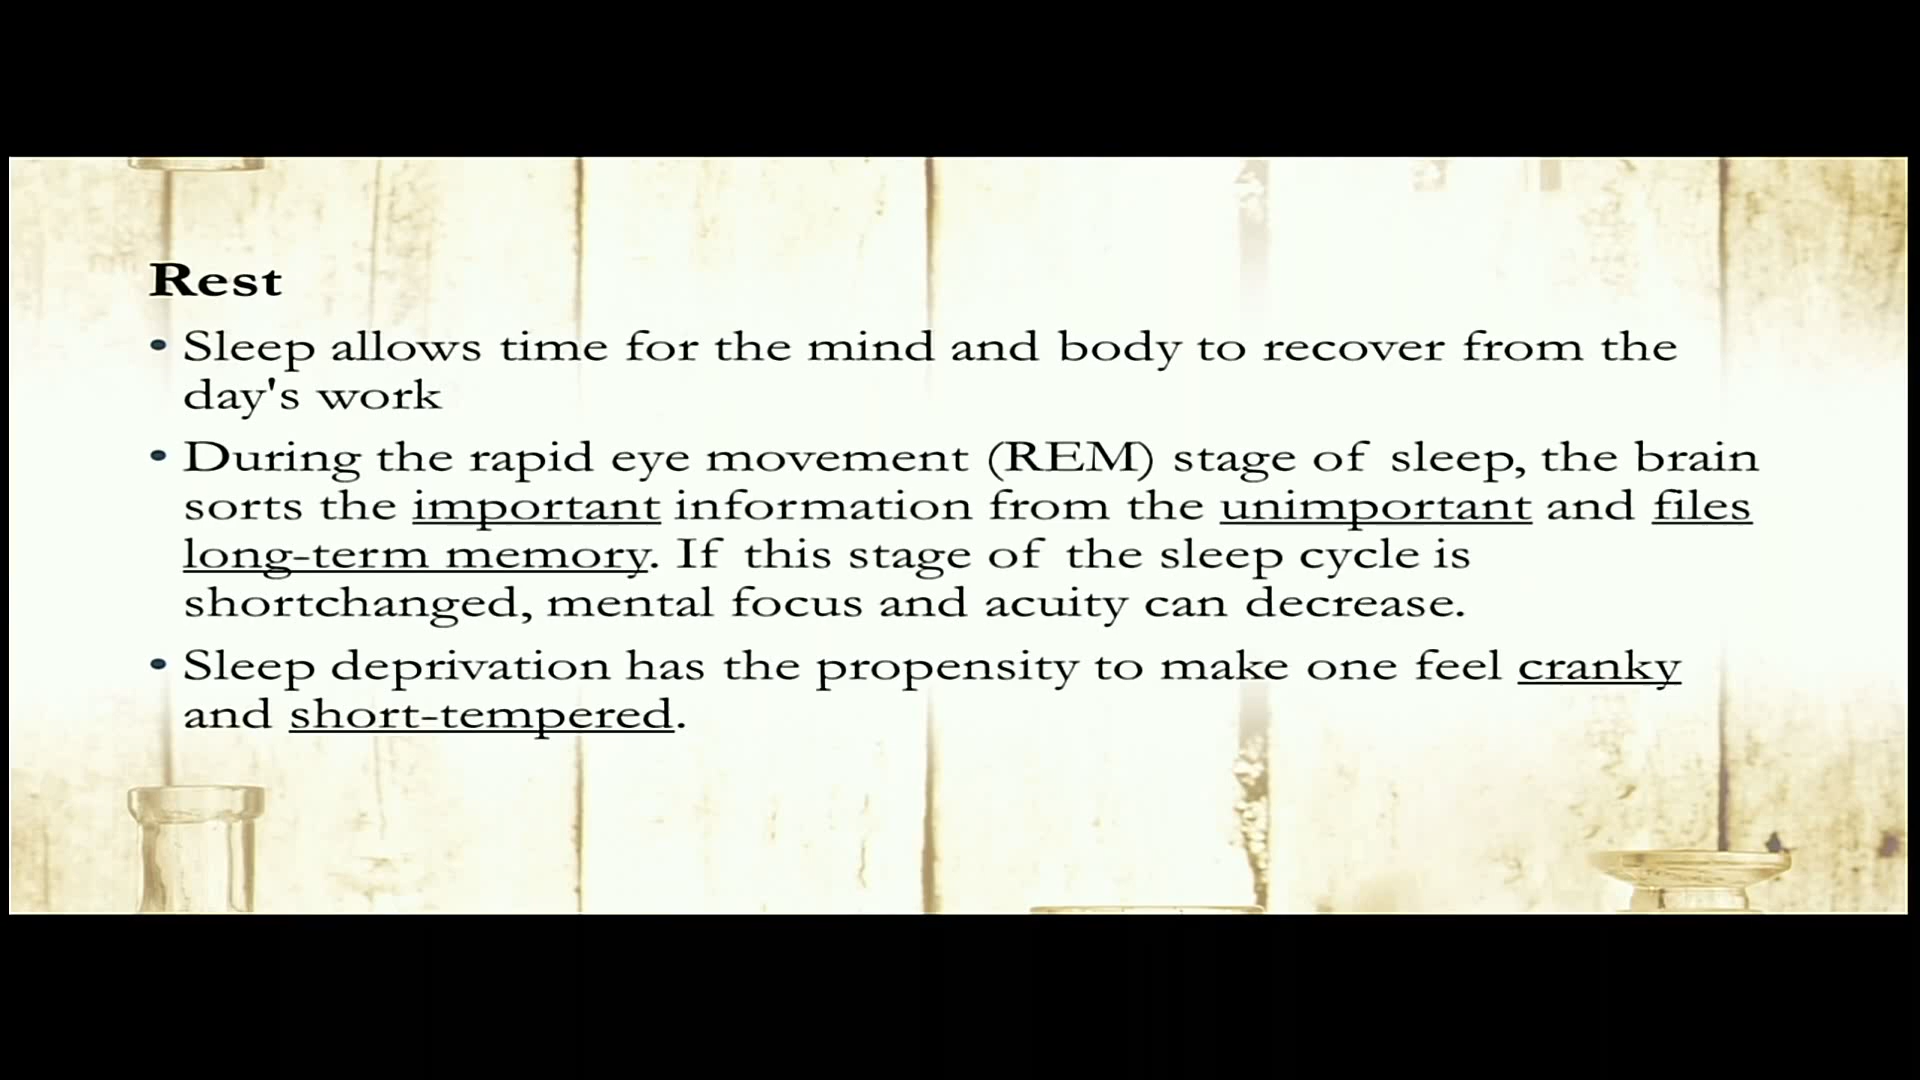 Rest
• Sleep allows time for the mind and body to recover from the
day's work
• During the rapid eye movement (REM) stage of sleep, the brain
sorts the important information from the unimportant and files
long-term memory. If this stage of the sleep cycle is
shortchanged, mental focus and acuity can decrease.
• Sleep deprivation has the propensity to make one feel cranky
and short-tempered.